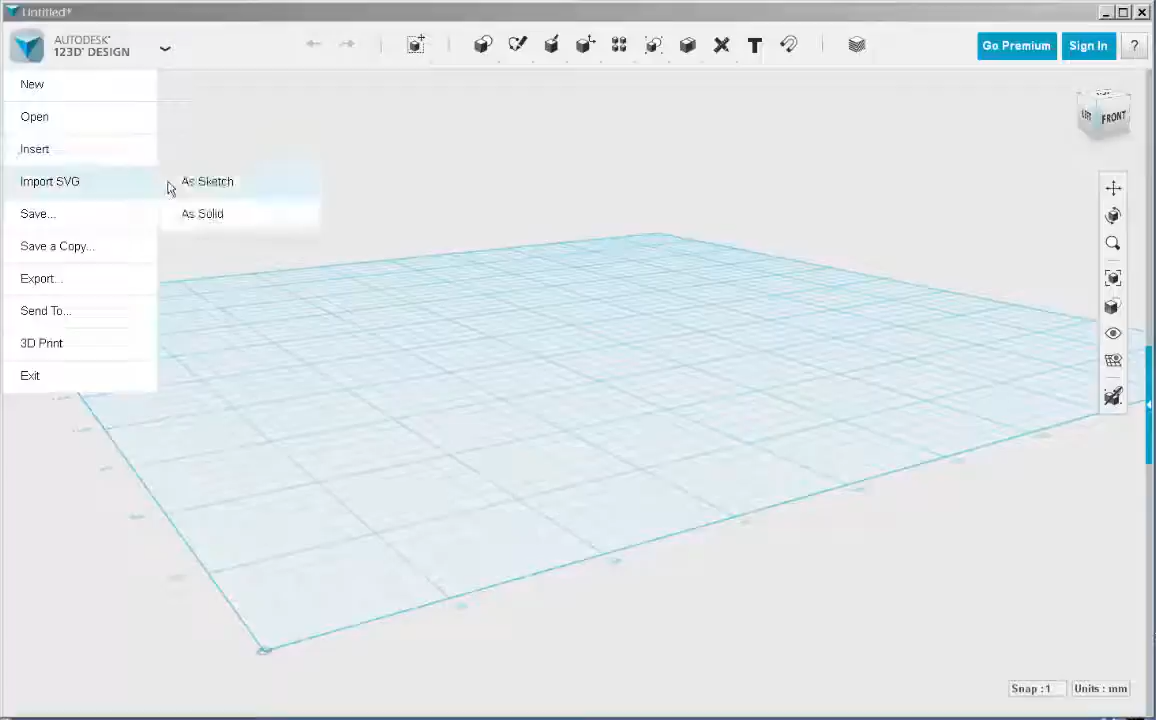 Untitled*
AUTODESK®
123D® DESIGN
Go Premium
Sign In
?
New
Open
Insert
Import SVG
As Sketch
Save...
As Solid
Save a Copy...
Export...
Send To...
3D Print
Exit
FRONT
Snap : 1
Units : mm